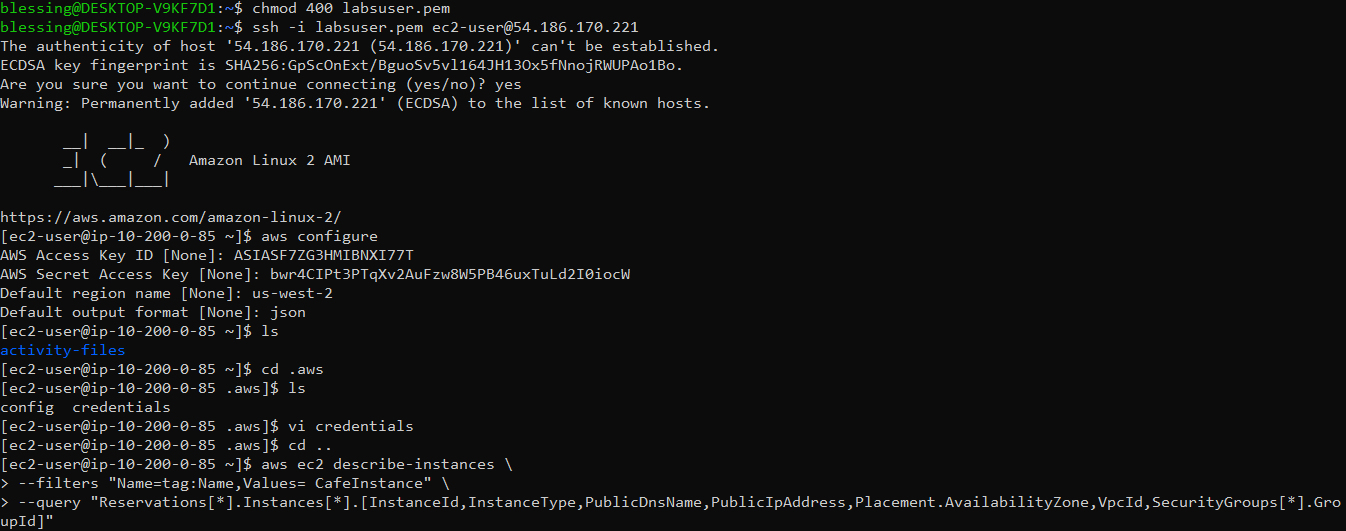 blessing@DESKTOP-V9KF7D1:~$ chmod 400 labsuser.pem
blessing@DESKTOP-V9KF7D1:~$ ssh -i labsuser.pem ec2-user@54.186.170.221
The authenticity of host '54.186.170.221 (54.186.170.221)' can't be established.
ECDSA key fingerprint is SHA256:GpScOnExt/BguoSv5vl164JH13Ox5fNnojRWUPAo1Bo.
Are you sure you want to continue connecting (yes/no)? yes
Warning: Permanently added '54.186.170.221' (ECDSA) to the list of known hosts.

       __|  __|_  )
       _|  (     /   Amazon Linux 2 AMI
      ___|\___|___|

https://aws.amazon.com/amazon-linux-2/
[ec2-user@ip-10-200-0-85 ~]$ aws configure
AWS Access Key ID [None]: ASIASF7ZG3HMIBNXI77T
AWS Secret Access Key [None]: bwr4CIPt3PTqXv2AuFzw8W5PB46uxTuLd2I0iocW
Default region name [None]: us-west-2
Default output format [None]: json
[ec2-user@ip-10-200-0-85 ~]$ ls
activity-files
[ec2-user@ip-10-200-0-85 ~]$ cd .aws
[ec2-user@ip-10-200-0-85 .aws]$ ls
config  credentials
[ec2-user@ip-10-200-0-85 .aws]$ vi credentials
[ec2-user@ip-10-200-0-85 .aws]$ cd ..
[ec2-user@ip-10-200-0-85 ~]$ aws ec2 describe-instances \
> --filters "Name=tag:Name,Values= CafeInstance" \
> --query "Reservations[*].Instances[*].[InstanceId,InstanceType,PublicDnsName,PublicIpAddress,Placement.AvailabilityZone,VpcId,SecurityGroups[*].Gro
upId]"